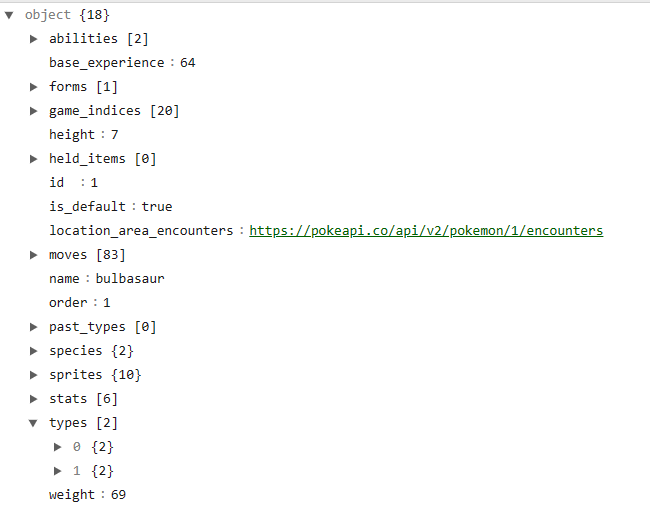 object {18}
abilities [2]
base_experience : 64
forms [1]
game_indices [20]
height : 7
held_items [0]
id : 1
is_default : true
location_area_encounters : https://pokeapi.co/api/v2/pokemon/1/encounters
moves [83]
name : bulbasaur
order : 1
past_types [0]
species {2}
sprites {10}
stats [6]
types [2]
0 {2}
1 {2}
weight : 69